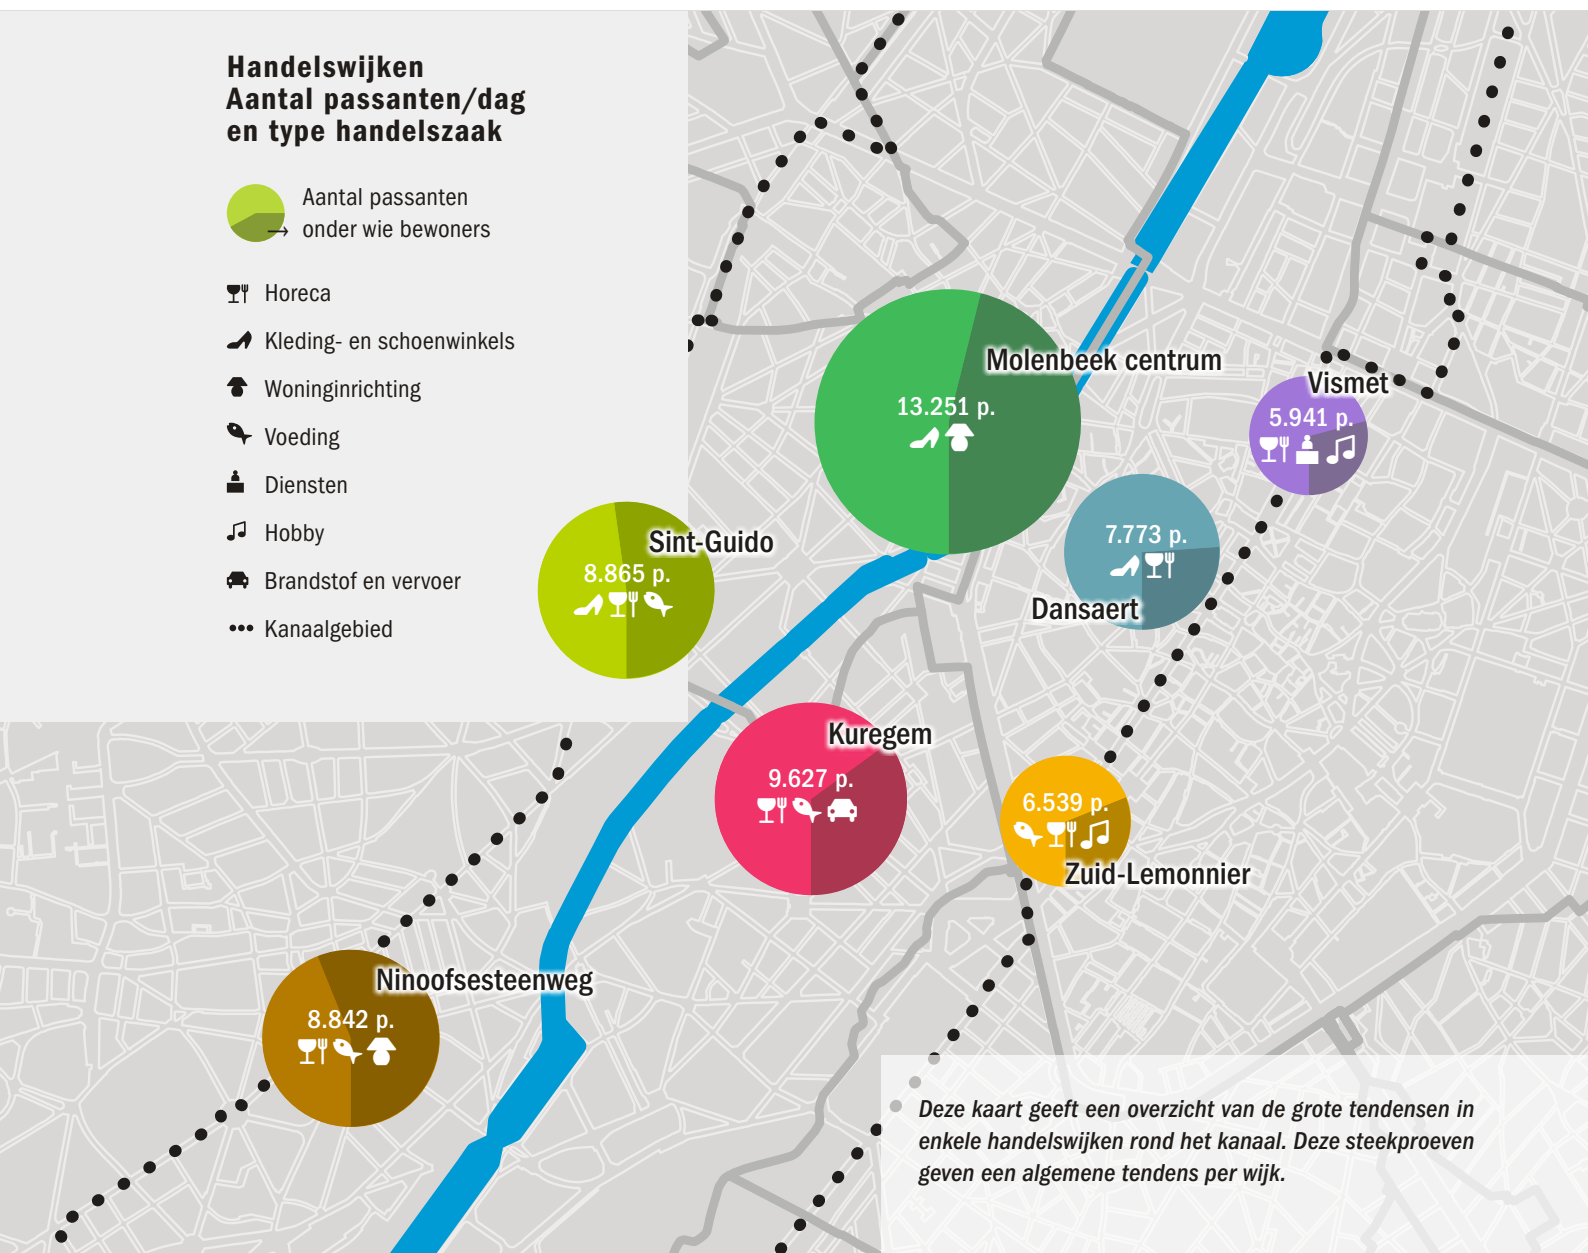 Handelswijken
Aantal passanten/dag
en type handelszaak
Aantal passanten
onder wie bewoners
Horeca
Kleding- en schoenwinkels
Woninginrichting
Voeding
Diensten
Hobby
Brandstof en vervoer
Kanaalgebied
Molenbeek centrum
13.251 p.
Vismet
5.941 p.
7.773 p.
Dansaert
Sint-Guido
8.865 p.
Kuregem
9.627 p.
6.539 p.
Zuid-Lemonnier
Ninoofsesteenweg
8.842 p.
Deze kaart geeft een overzicht van de grote tendensen in
enkele handelswijken rond het kanaal. Deze steekproeven
geven een algemene tendens per wijk.